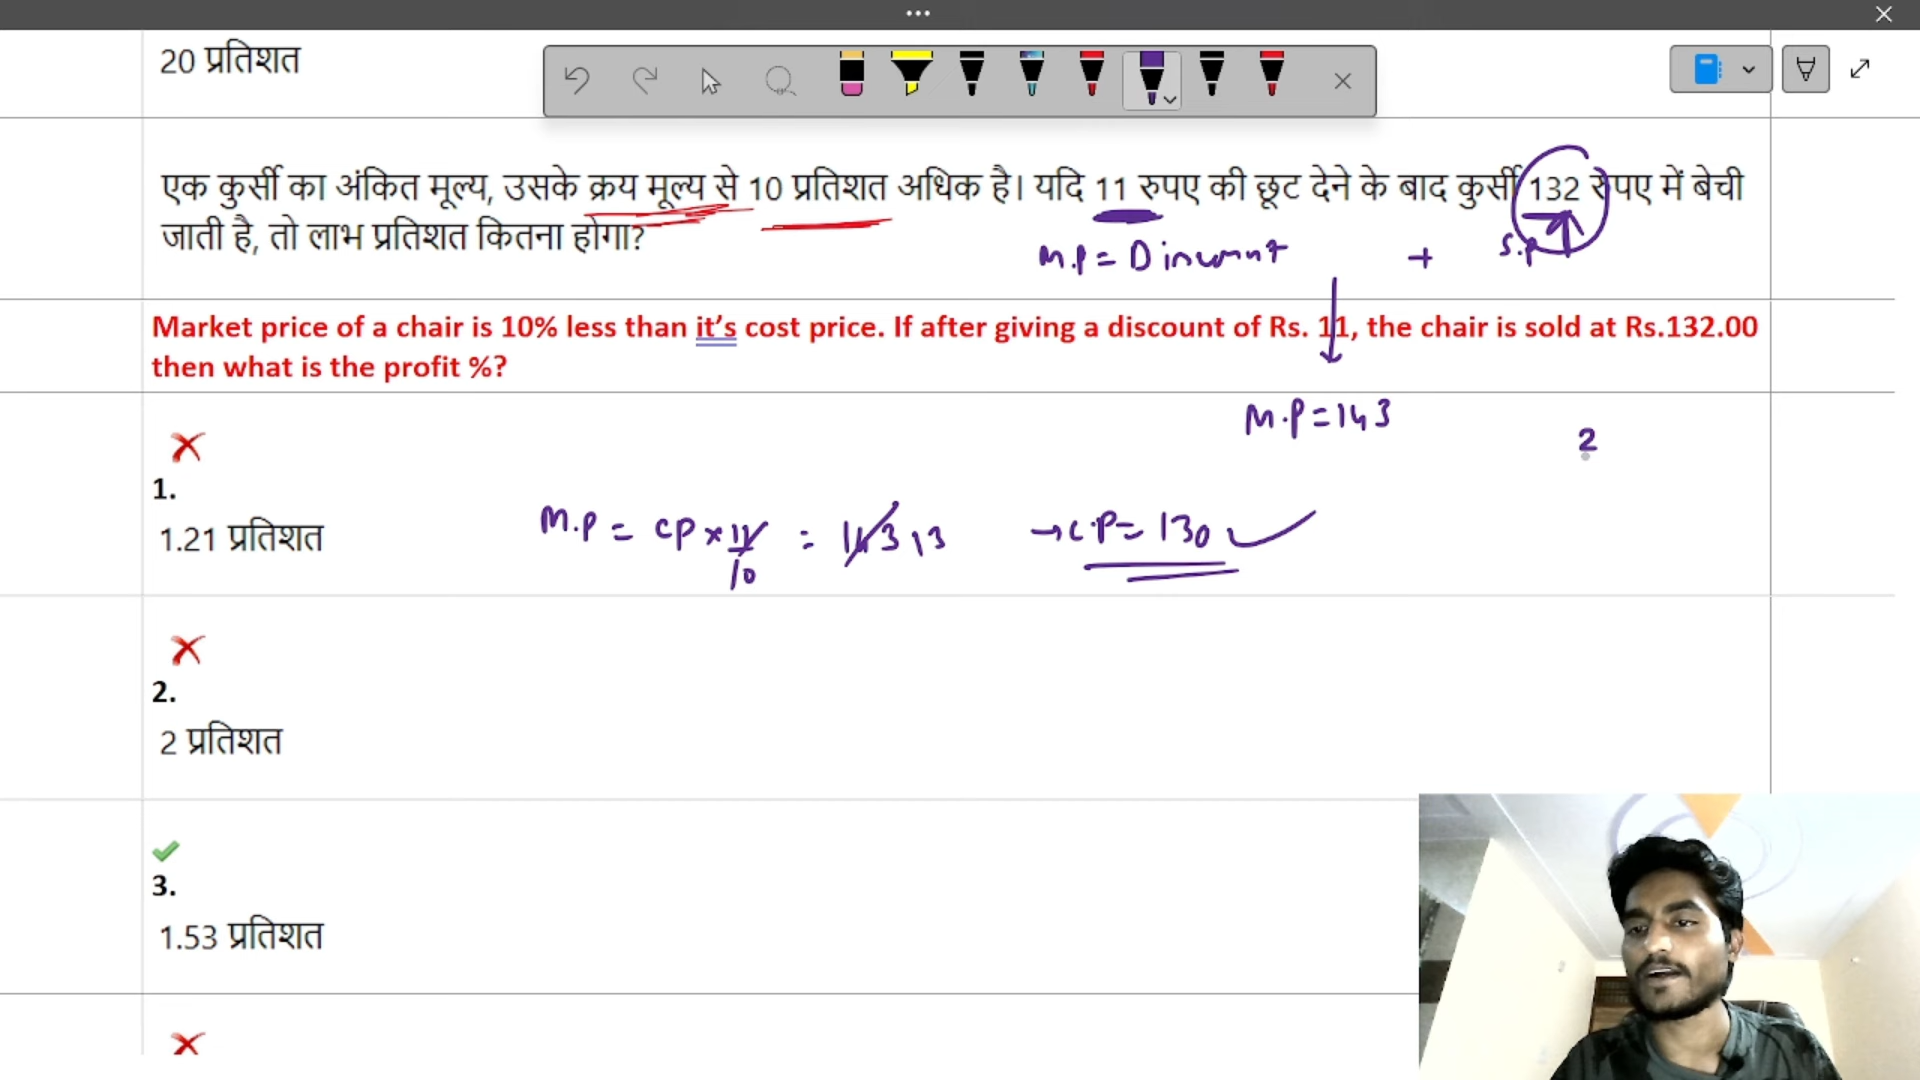 20 प्रतिशत
एक कुर्सी का अंकित मूल्य, उसके क्रय मूल्य से 10 प्रतिशत अधिक है। यदि 11 रुपए की छूट देने के बाद कुर्सी 132 रुपए में बेची
जाती है, तो लाभ प्रतिशत कितना होगा?
M.P = Discount + S.P
Market price of a chair is 10% less than it's cost price. If after giving a discount of Rs. 11, the chair is sold at Rs.132.00
then what is the profit %?
M.P = 143
2
1.
1.21 प्रतिशत
M.P = CP × 11/10 = 143 13 → C.P = 130
2.
2 प्रतिशत
3.
1.53 प्रतिशत